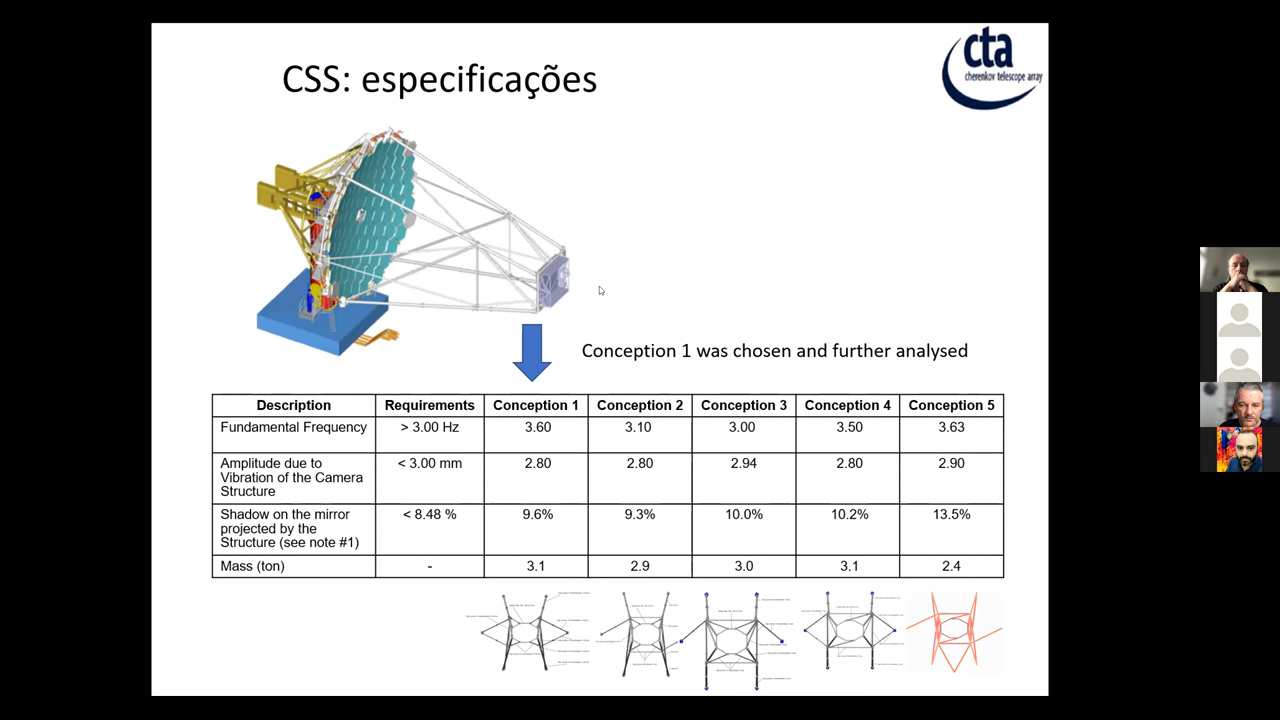 CSS: especificações
cta
cherenkov telescope array
Conception 1 was chosen and further analysed
Description Requirements Conception 1 Conception 2 Conception 3 Conception 4 Conception 5
Fundamental Frequency > 3.00 Hz 3.60 3.10 3.00 3.50 3.63
Amplitude due to Vibration of the Camera Structure < 3.00 mm 2.80 2.80 2.94 2.80 2.90
Shadow on the mirror projected by the Structure (see note #1) < 8.48 % 9.6% 9.3% 10.0% 10.2% 13.5%
Mass (ton) - 3.1 2.9 3.0 3.1 2.4